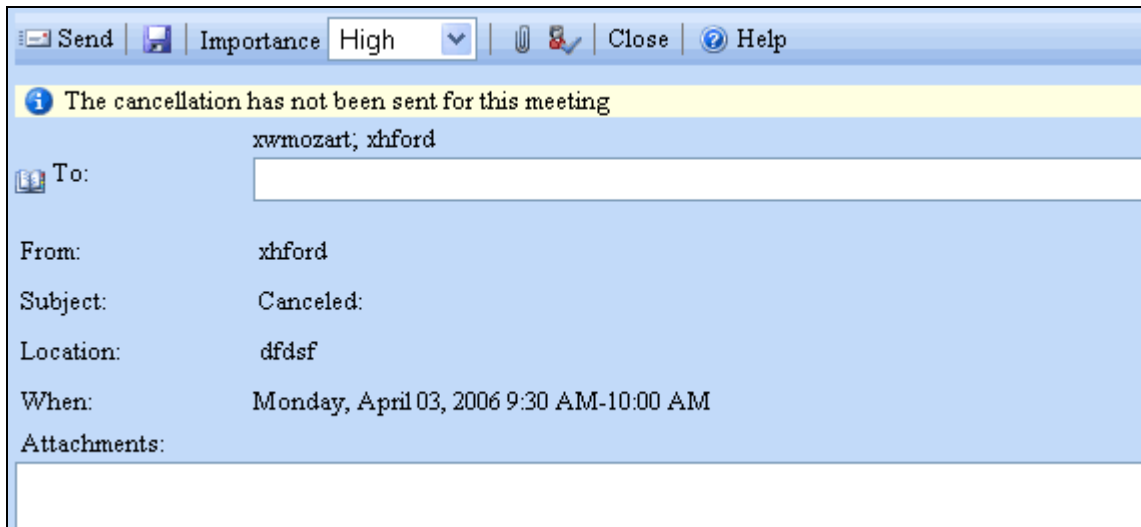 Send Importance High Close Help
The cancellation has not been sent for this meeting
xwmozart; xhford
To:
From: xhford
Subject: Canceled:
Location: dfdsf
When: Monday, April 03, 2006 9:30 AM-10:00 AM
Attachments: